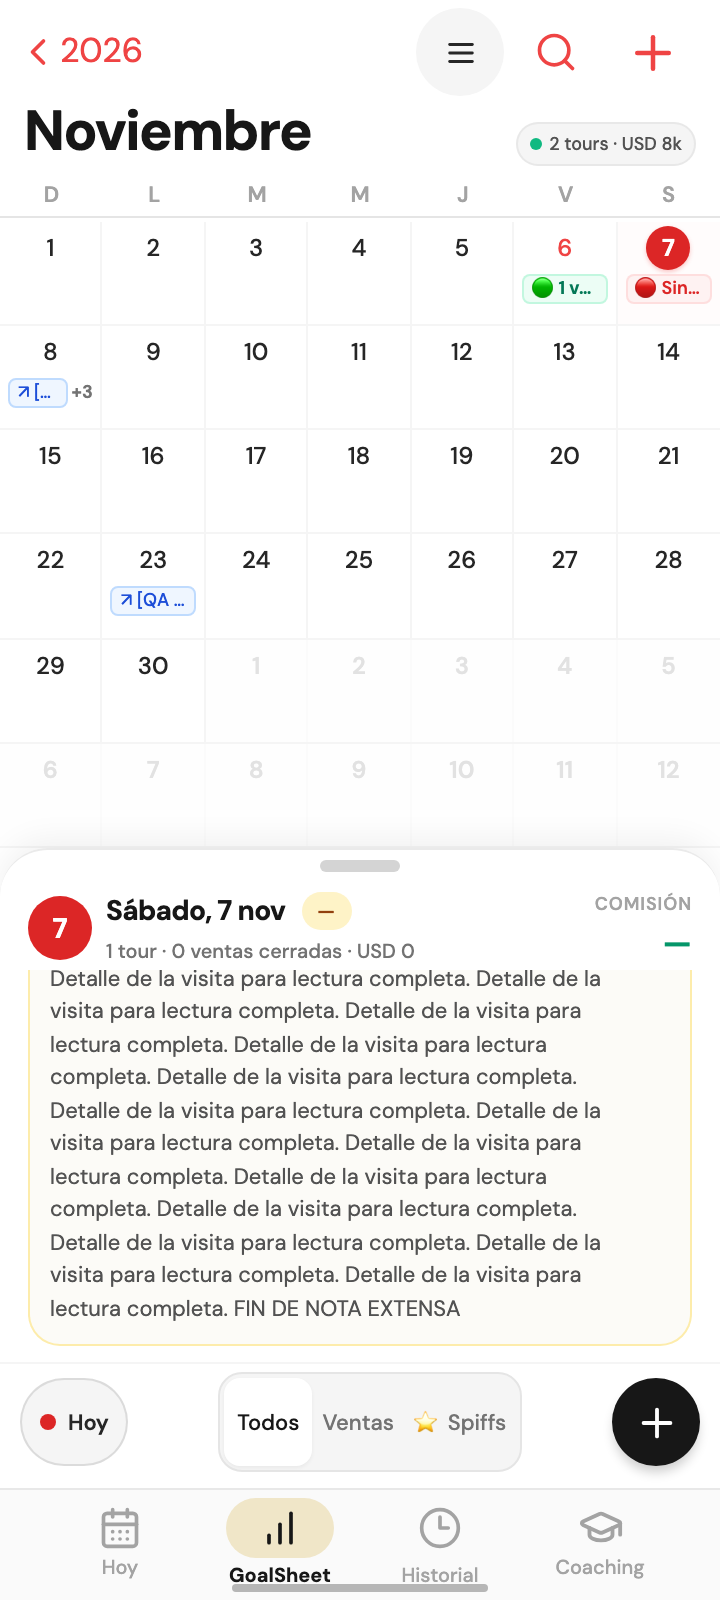 2026
Noviembre
2 tours · USD 8k
D L M M J V S
1 2 3 4 5 6 7
1 v... Sin...
8 9 10 11 12 13 14
[... +3
15 16 17 18 19 20 21
22 23 24 25 26 27 28
[QA ...
29 30 1 2 3 4 5
6 7 8 9 10 11 12
7 Sábado, 7 nov — COMISIÓN
1 tour · 0 ventas cerradas · USD 0 —
Detalle de la visita para lectura completa. Detalle de la
visita para lectura completa. Detalle de la visita para
lectura completa. Detalle de la visita para lectura
completa. Detalle de la visita para lectura completa.
Detalle de la visita para lectura completa. Detalle de la
visita para lectura completa. Detalle de la visita para
lectura completa. Detalle de la visita para lectura
completa. Detalle de la visita para lectura completa.
Detalle de la visita para lectura completa. Detalle de la
visita para lectura completa. Detalle de la visita para
lectura completa. FIN DE NOTA EXTENSA
Hoy Todos Ventas ⭐ Spiffs
Hoy GoalSheet Historial Coaching